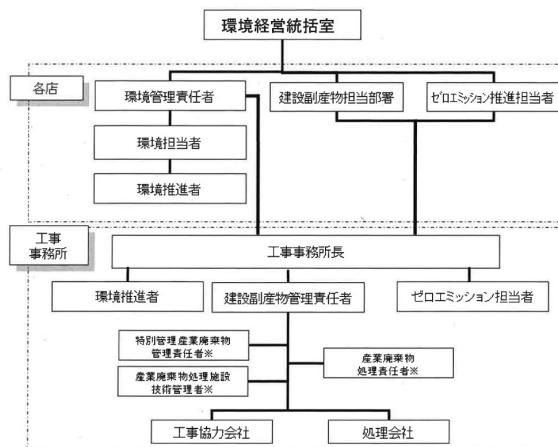 環境経営統括室
各店
環境管理責任者
建設副産物担当部署
ゼロエミッション推進担当者
環境担当者
環境推進者
工事
事務所
工事事務所長
環境推進者
建設副産物管理責任者
ゼロエミッション担当者
特別管理産業廃棄物
管理責任者※
産業廃棄物
処理責任者※
産業廃棄物処理施設
技術管理者※
工事協力会社
処理会社